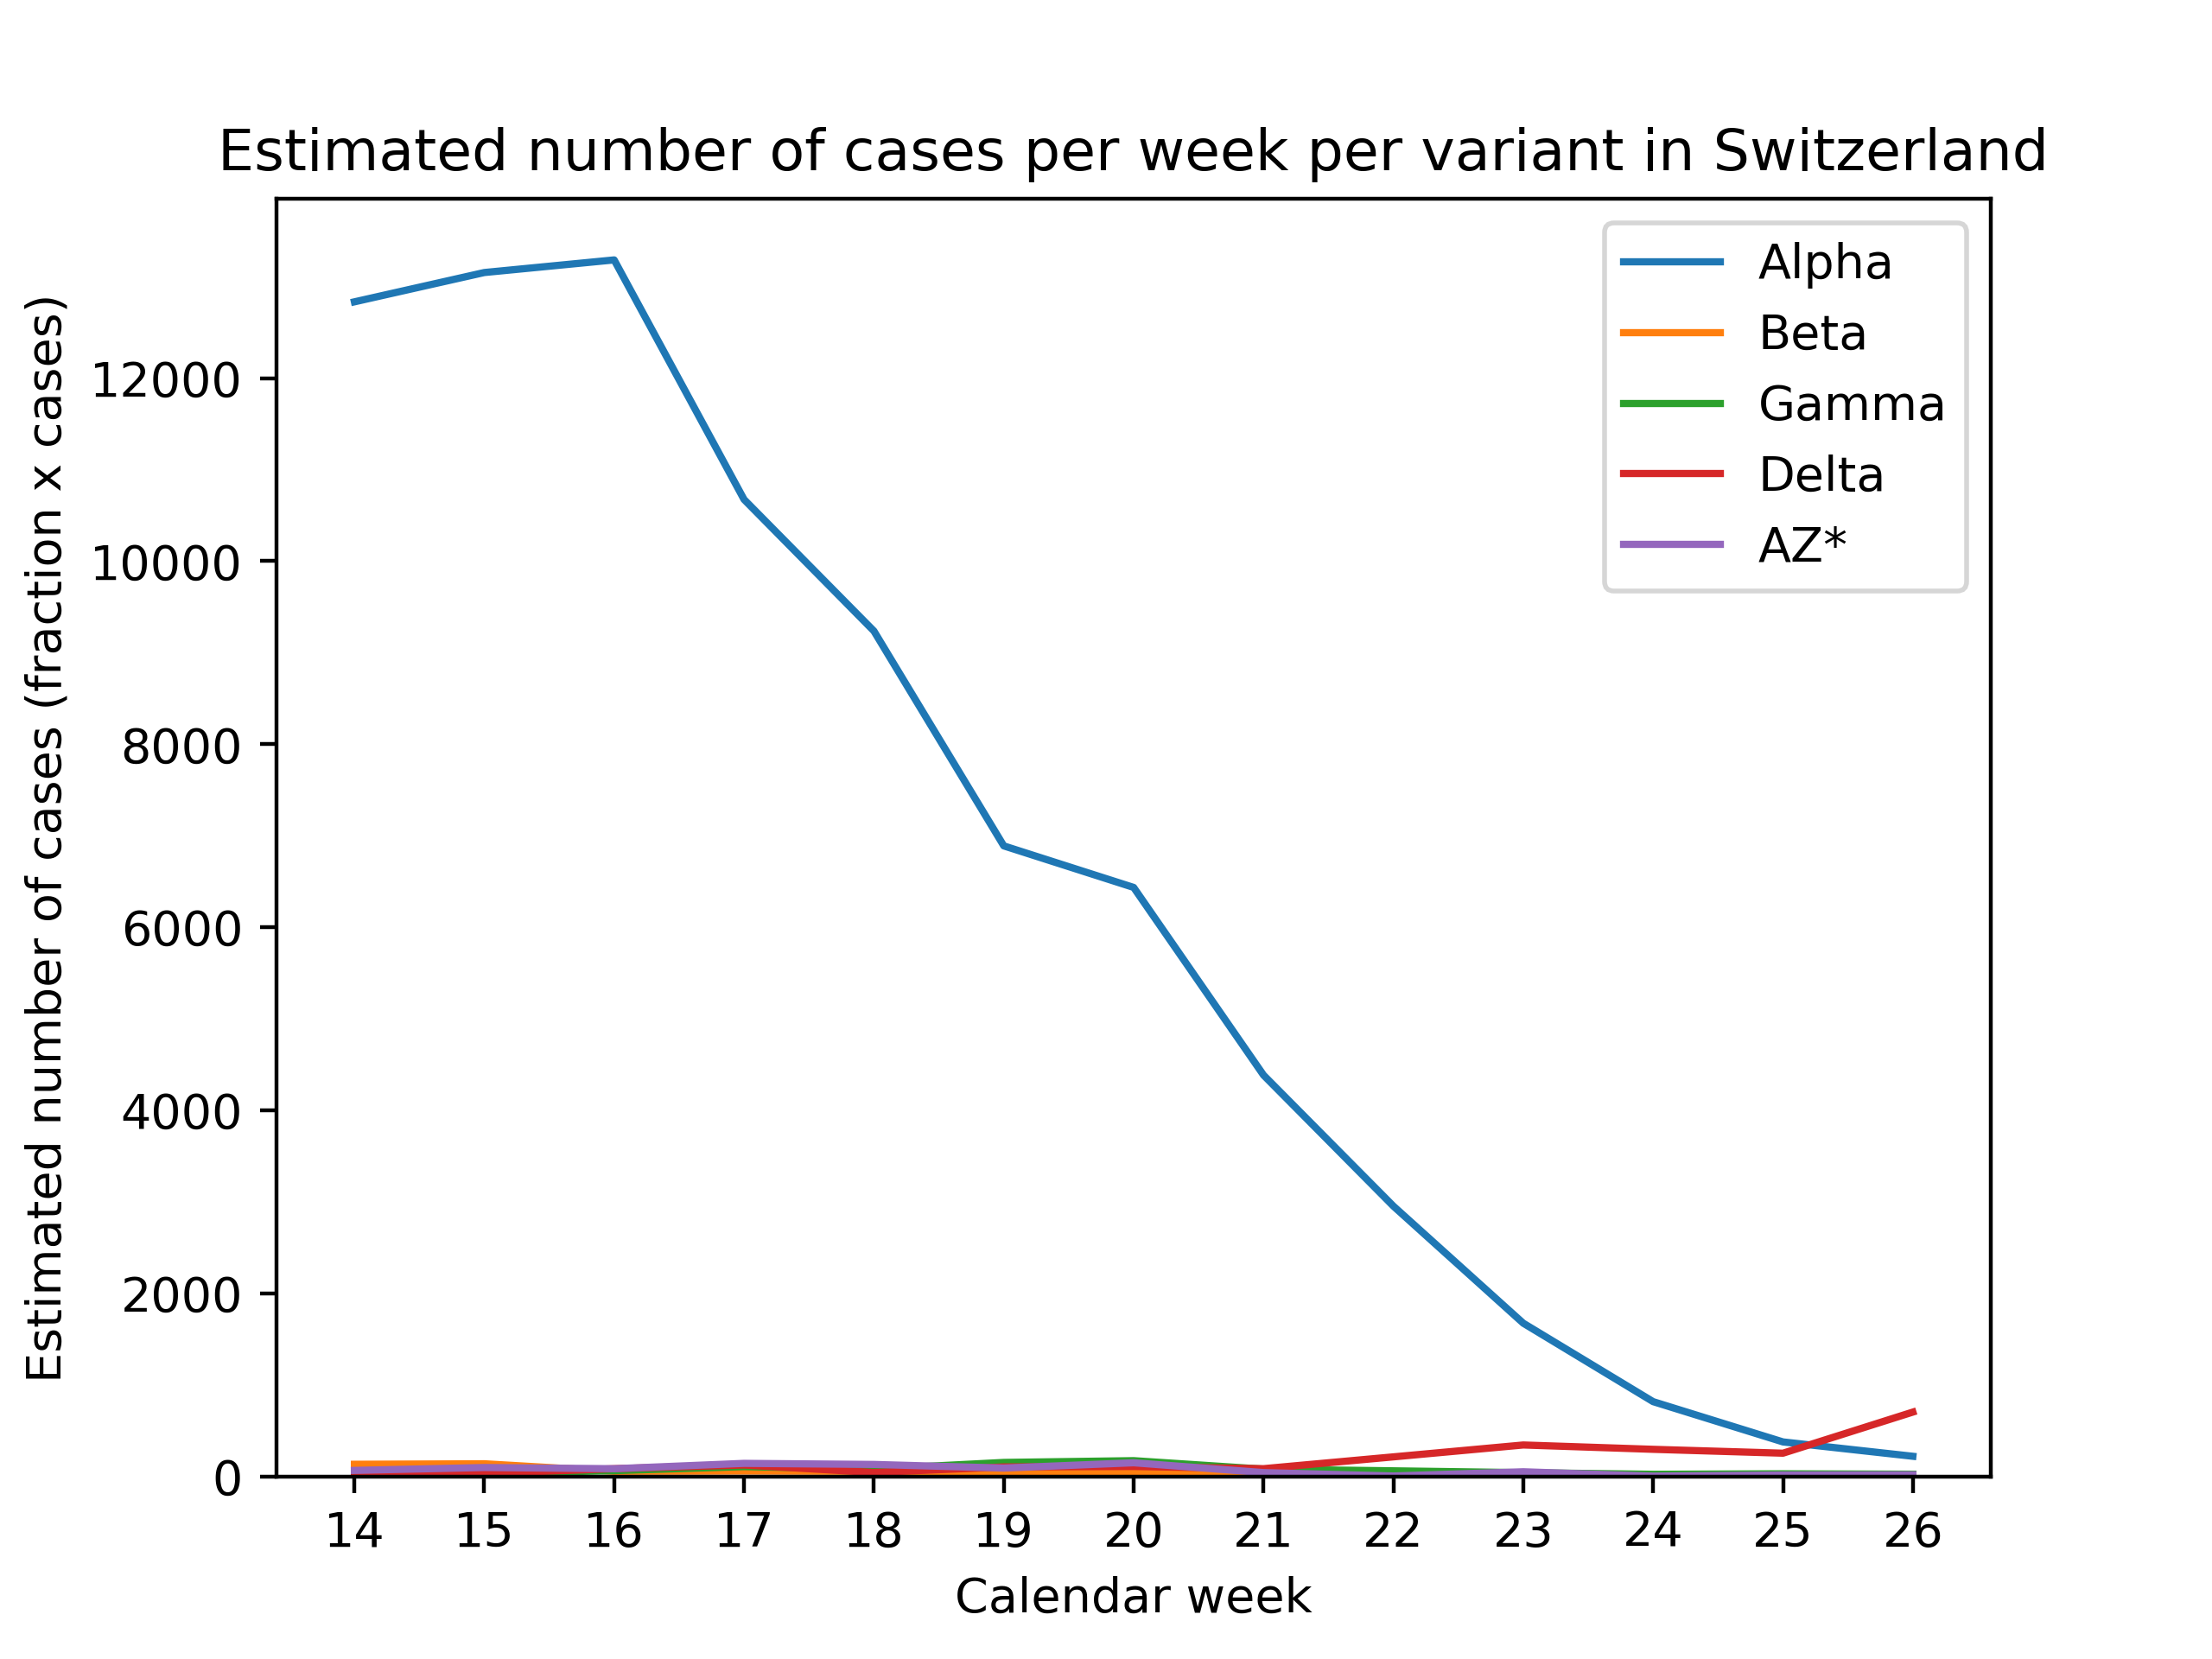 Estimated number of cases per week per variant in Switzerland
Estimated number of cases (fraction x cases)
12000
10000
8000
6000
4000
2000
0
Alpha
Beta
Gamma
Delta
AZ*
14 15 16 17 18 19 20 21 22 23 24 25 26
Calendar week